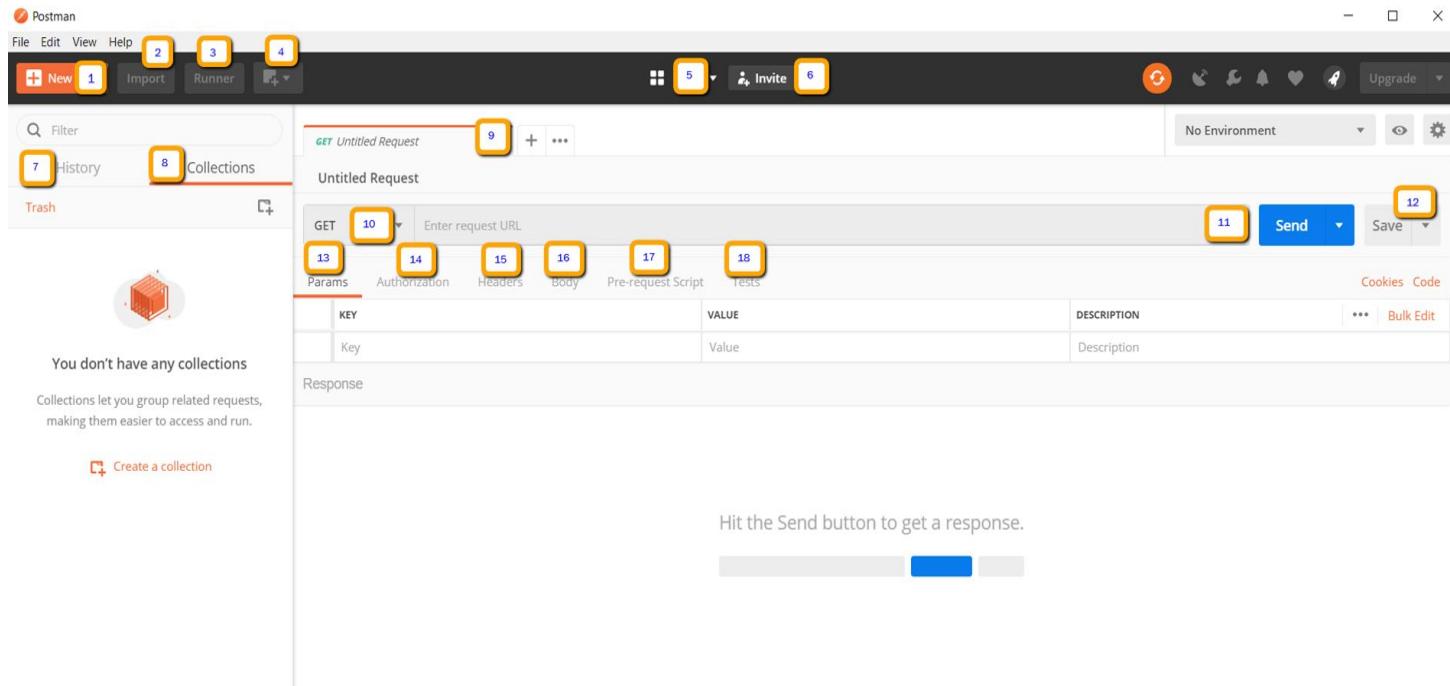 Postman
File Edit View Help
2 3 4
New 1 Import Runner 5 Invite 6 Upgrade
Filter
7 History 8 Collections
Trash
You don't have any collections
Collections let you group related requests,
making them easier to access and run.
Create a collection
GET Untitled Request 9 + ••• No Environment
Untitled Request
GET 10 Enter request URL 11 Send Save 12
13 14 15 16 17 18
Params Authorization Headers Body Pre-request Script Tests Cookies Code
KEY VALUE DESCRIPTION ••• Bulk Edit
Key Value Description
Response
Hit the Send button to get a response.